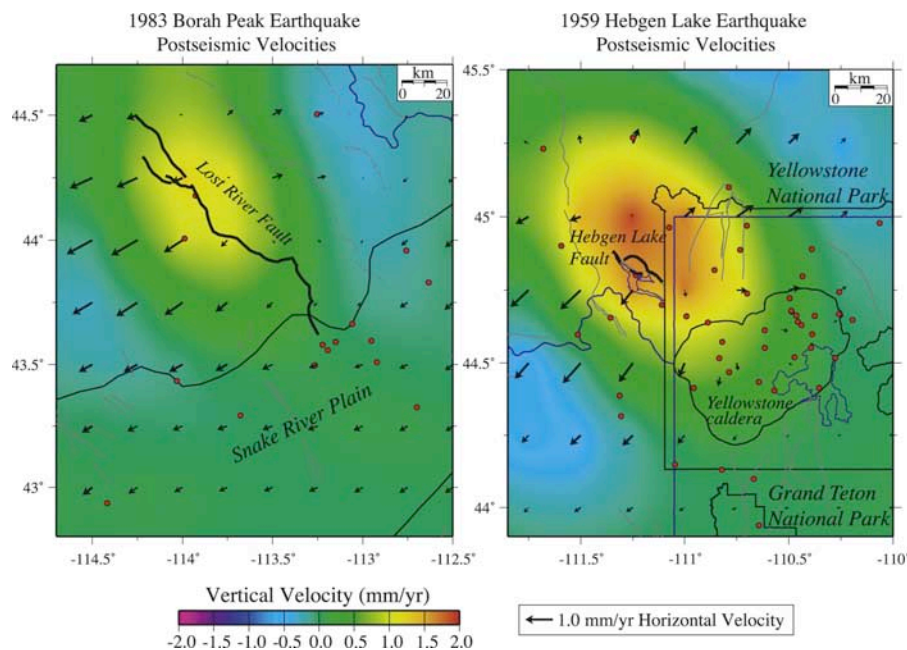 1983 Borah Peak Earthquake
Postseismic Velocities
km
0 20
44.5°
44°
43.5°
43°
-114.5°
-114°
-113.5°
-113°
-112.5°
Lost River Fault
Snake River Plain
1959 Hebgen Lake Earthquake
Postseismic Velocities
km
0 20
45.5°
45°
44.5°
44°
-111.5°
-111°
-110.5°
-110°
Yellowstone
National Park
Hebgen Lake
Fault
Yellowstone
caldera
Grand Teton
National Park
Vertical Velocity (mm/yr)
-2.0 -1.5 -1.0 -0.5 0.0 0.5 1.0 1.5 2.0
1.0 mm/yr Horizontal Velocity